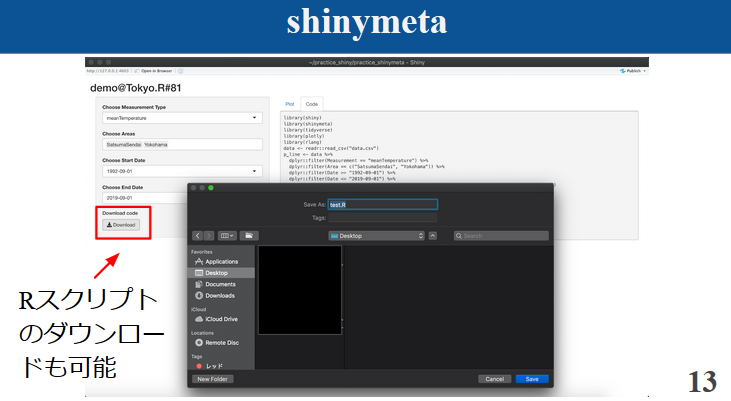 shinymeta
~/practice_shiny/practice_shinymeta - Shiny
http://127.0.0.1:4603 Open in Browser
Publish
demo@Tokyo.R#81
Choose Measurement Type
meanTemperature
Choose Areas
SatsumaSendai Yokohama
Choose Start Date
1992-09-01
Choose End Date
2019-09-01
Download code
Download
Plot Code
library(shiny)
library(shinymeta)
library(tidyverse)
library(plotly)
library(rlang)
data <- readr::read_csv("data.csv")
p_line <- data %>%
dplyr::filter(Measurement == "meanTemperature") %>%
dplyr::filter(Area == c("SatsumaSendai", "Yokohama")) %>%
dplyr::filter(Date >= "1992-09-01") %>%
dplyr::filter(Date <= "2019-09-01") %>%
Save As: test.R
Tags:
Desktop
Search
Favorites
Applications
Desktop
Documents
Downloads
iCloud
iCloud Drive
Locations
Remote Disc
Tags
レッド
New Folder
Cancel
Save
Rスクリプト
のダウンロー
ドも可能
13